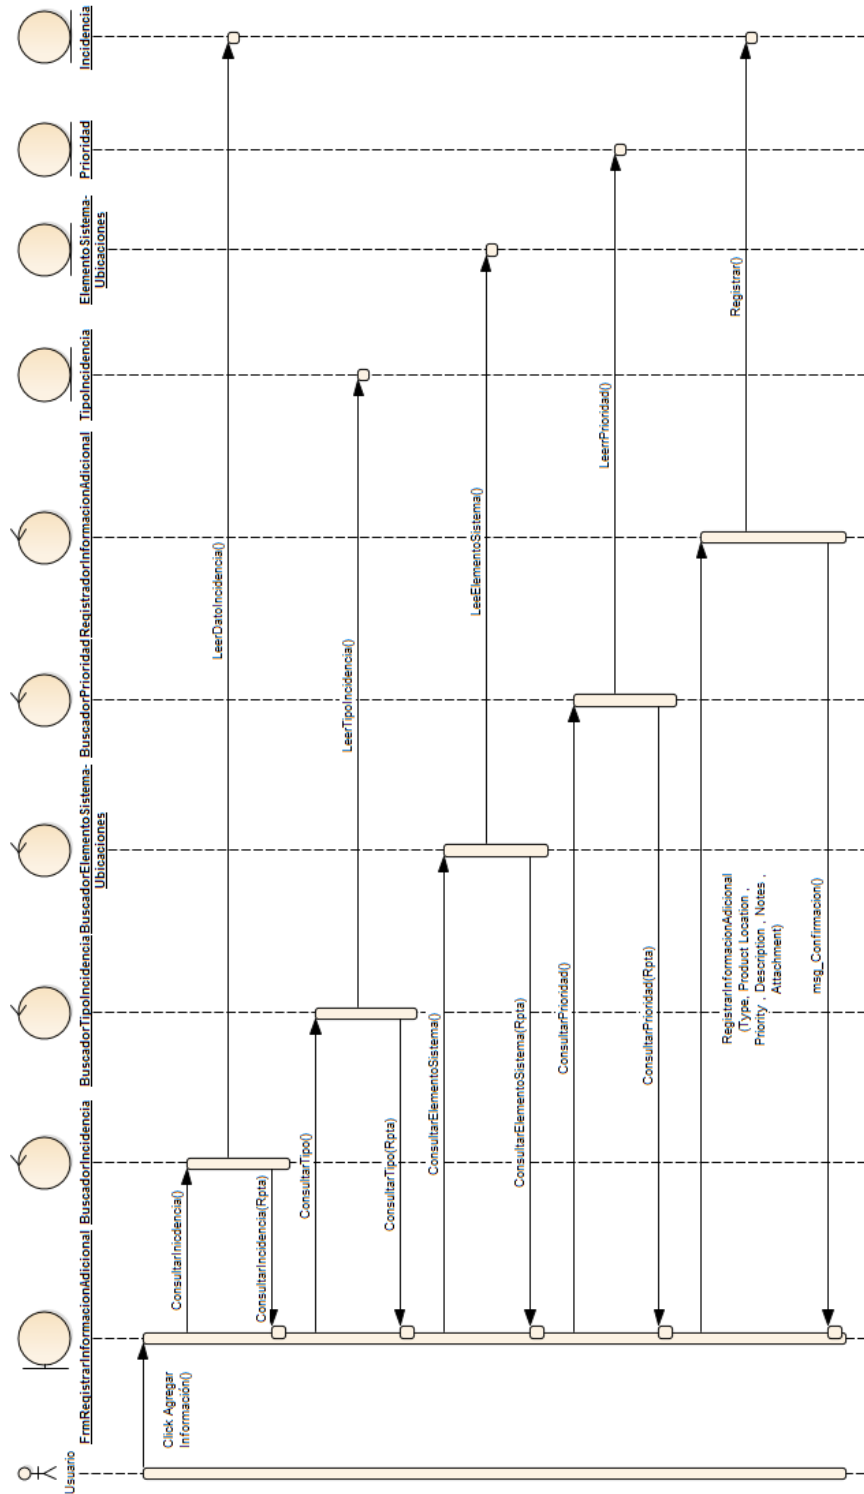 Usuario
FrmRegistrarInformacionAdicional
BuscadorIncidencia
BuscadorTipoIncidencia
BuscadorElementoSistema-
Ubicaciones
BuscadorPrioridad
RegistradorInformacionAdicional
TipoIncidencia
ElementoSistema-
Ubicaciones
Prioridad
Incidencia
Click Agregar
Información()
ConsultarInicdencia()
LeerDatoIncidencia()
ConsultarIncidencia(Rpta)
ConsultarTipo()
LeerTipoIncidencia()
ConsultarTipo(Rpta)
ConsultarElementoSistema()
LeeElementoSistema()
ConsultarElementoSistema(Rpta)
ConsultarPrioridad()
LeerrPrioridad()
ConsultarPrioridad(Rpta)
RegistrarInformacionAdicional
(Type, Product Location ,
Priority , Description , Notes ,
Attachment)
Registrar()
msg_Confirmacion()